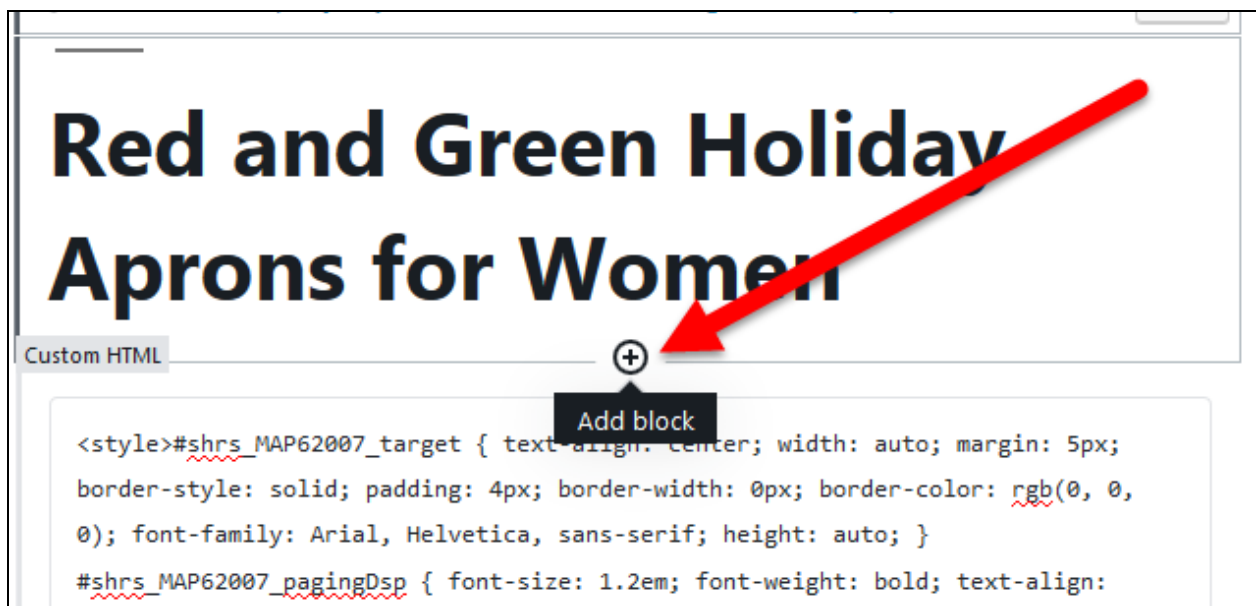 Red and Green Holiday
Aprons for Women
Custom HTML
Add block
<style>#shrs_MAP62007_target { text-align: center; width: auto; margin: 5px;
border-style: solid; padding: 4px; border-width: 0px; border-color: rgb(0, 0,
0); font-family: Arial, Helvetica, sans-serif; height: auto; }
#shrs_MAP62007_pagingDsp { font-size: 1.2em; font-weight: bold; text-align: